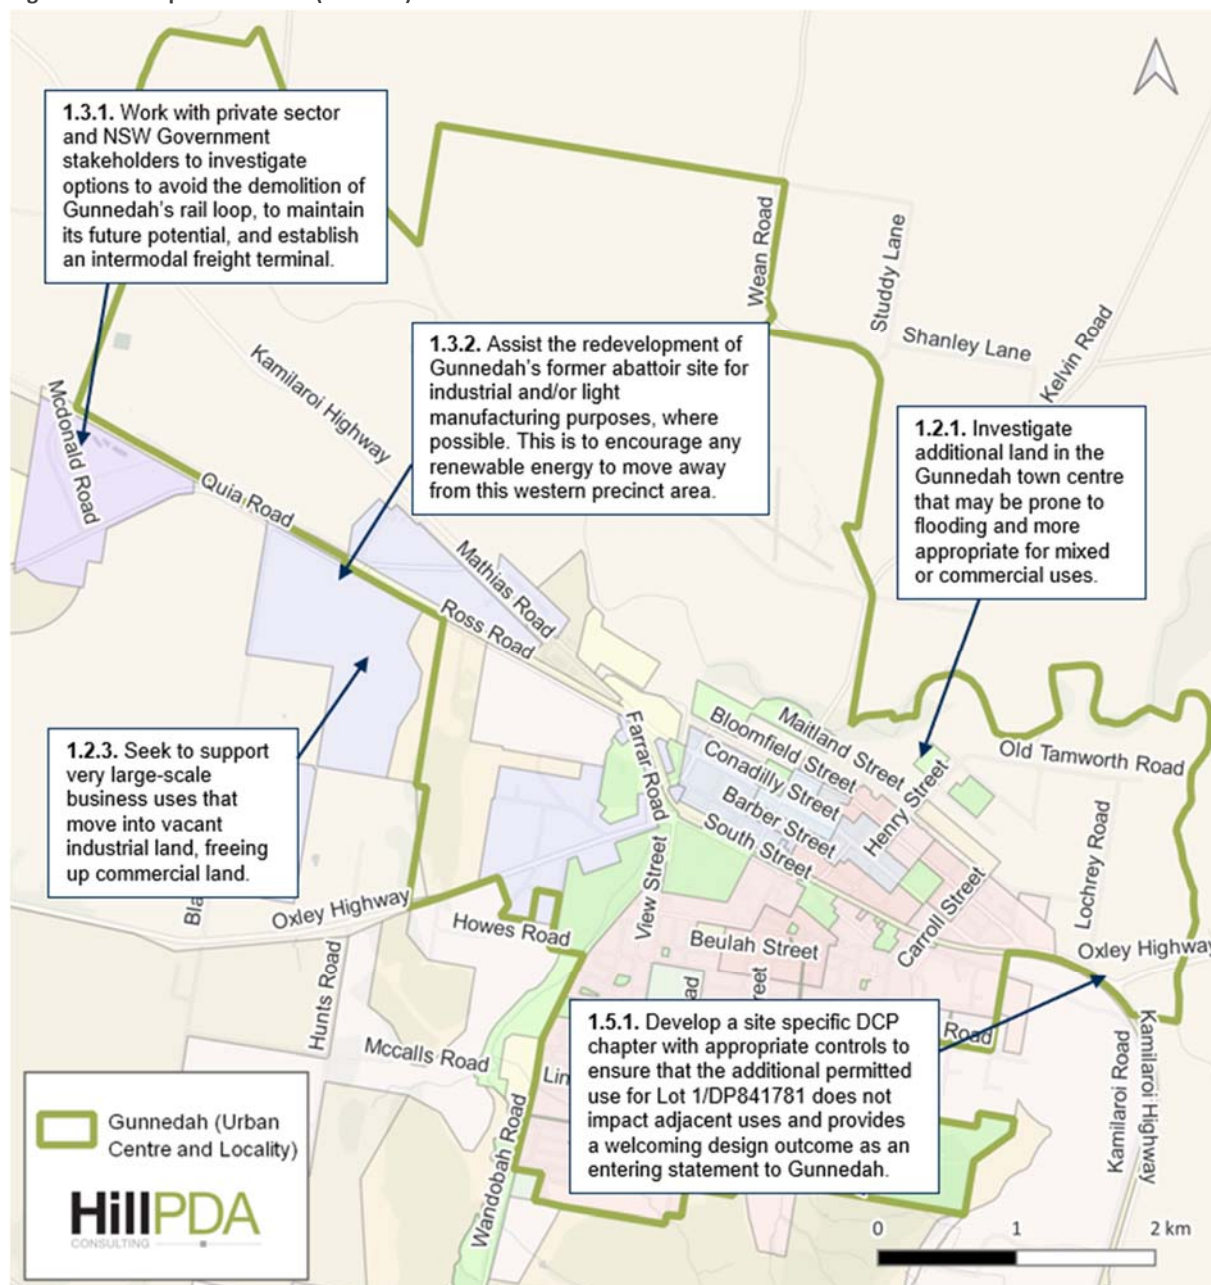 1.3.1. Work with private sector
and NSW Government
stakeholders to investigate
options to avoid the demolition of
Gunnedah's rail loop, to maintain
its future potential, and establish
an intermodal freight terminal.
Wean Road
Studdy Lane
Shanley Lane
Kelvin Road
Kamilaroi Highway
1.3.2. Assist the redevelopment of
Gunnedah's former abattoir site for
industrial and/or light
manufacturing purposes, where
possible. This is to encourage any
renewable energy to move away
from this western precinct area.
1.2.1. Investigate
additional land in the
Gunnedah town centre
that may be prone to
flooding and more
appropriate for mixed
or commercial uses.
Mcdonald Road
Quia Road
Mathias Road
Ross Road
1.2.3. Seek to support
very large-scale
business uses that
move into vacant
industrial land, freeing
up commercial land.
Farrar Road
Maitland Street
Bloomfield Street
Conadilly Street
Barber Street
South Street
Henry Street
Old Tamworth Road
Lochrey Road
View Street
Carroll Street
Bla
Oxley Highway
Howes Road
Beulah Street
Oxley Highway
Hunts Road
Mccalls Road
Road
Kamilaroi Road
Kamilaroi Highway
Lin
Wandobah Road
1.5.1. Develop a site specific DCP
chapter with appropriate controls to
ensure that the additional permitted
use for Lot 1/DP841781 does not
impact adjacent uses and provides
a welcoming design outcome as an
entering statement to Gunnedah.
Gunnedah (Urban
Centre and Locality)
HillPDA
CONSULTING
0 1 2 km